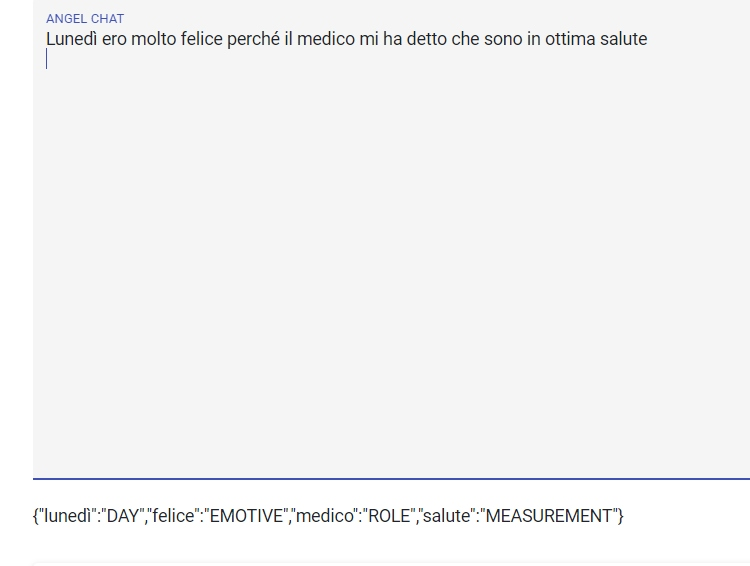 ANGEL CHAT
Lunedì ero molto felice perché il medico mi ha detto che sono in ottima salute
{"lunedì":"DAY","felice":"EMOTIVE","medico":"ROLE","salute":"MEASUREMENT"}